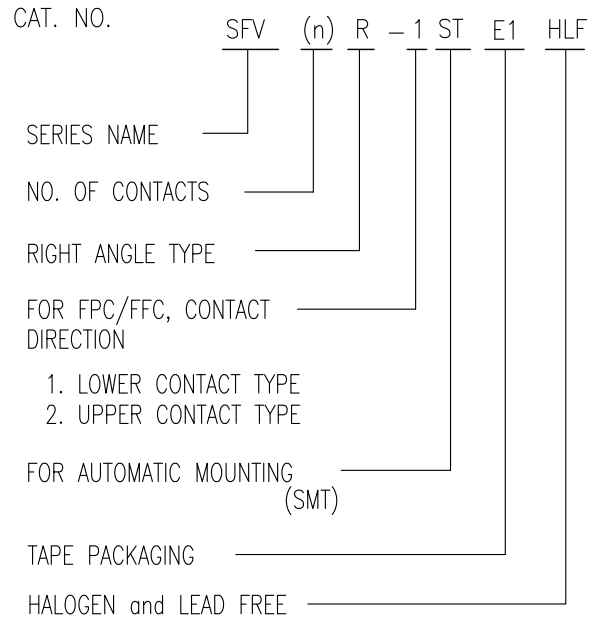 CAT. NO.
SFV (n) R - 1 ST E1 HLF
SERIES NAME
NO. OF CONTACTS
RIGHT ANGLE TYPE
FOR FPC/FFC, CONTACT
DIRECTION
1. LOWER CONTACT TYPE
2. UPPER CONTACT TYPE
FOR AUTOMATIC MOUNTING
(SMT)
TAPE PACKAGING
HALOGEN and LEAD FREE